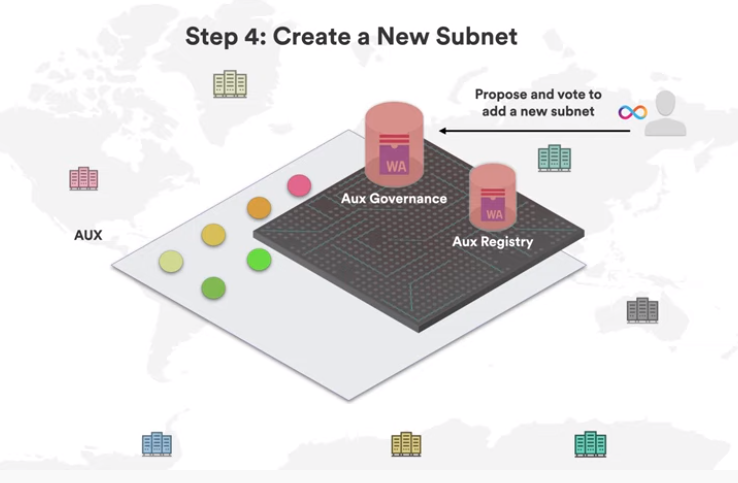 Step 4: Create a New Subnet
Propose and vote to
add a new subnet
WA
Aux Governance
WA
Aux Registry
AUX